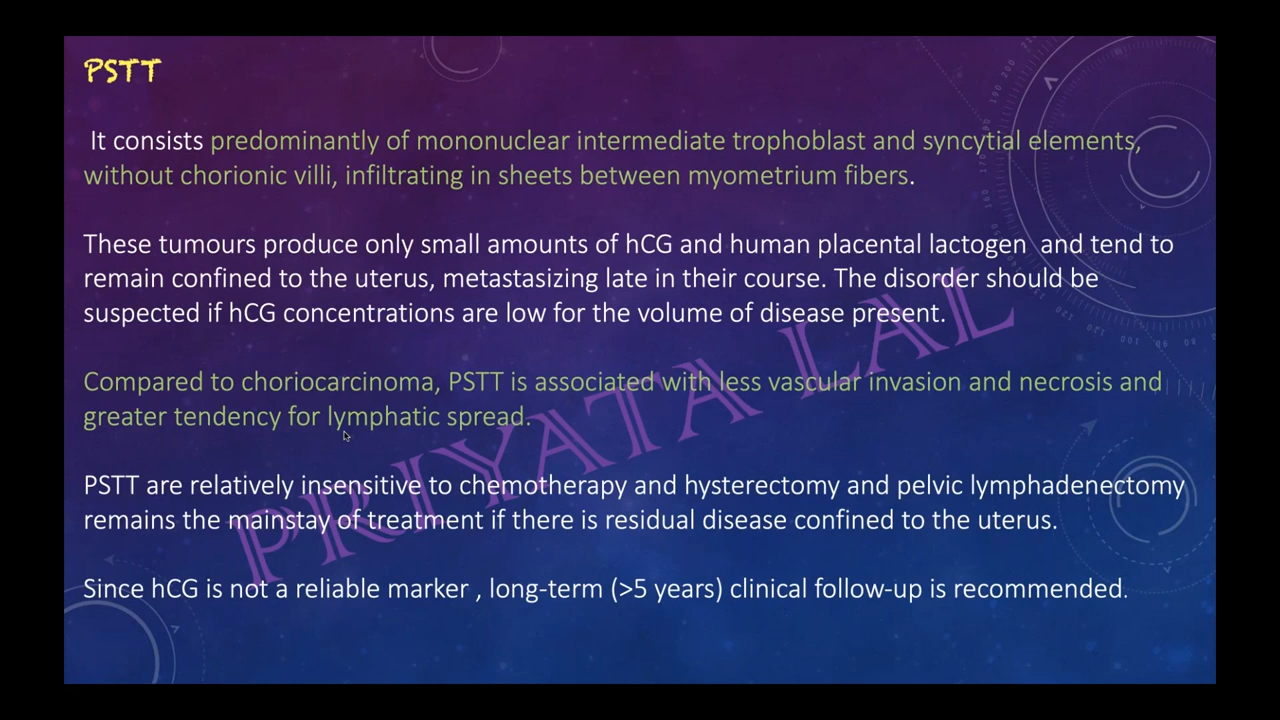 PSTT
It consists predominantly of mononuclear intermediate trophoblast and syncytial elements,
without chorionic villi, infiltrating in sheets between myometrium fibers.
These tumours produce only small amounts of hCG and human placental lactogen and tend to
remain confined to the uterus, metastasizing late in their course. The disorder should be
suspected if hCG concentrations are low for the volume of disease present.
Compared to choriocarcinoma, PSTT is associated with less vascular invasion and necrosis and
greater tendency for lymphatic spread.
PSTT are relatively insensitive to chemotherapy and hysterectomy and pelvic lymphadenectomy
remains the mainstay of treatment if there is residual disease confined to the uterus.
Since hCG is not a reliable marker , long-term (>5 years) clinical follow-up is recommended.
PRIYATA LAL